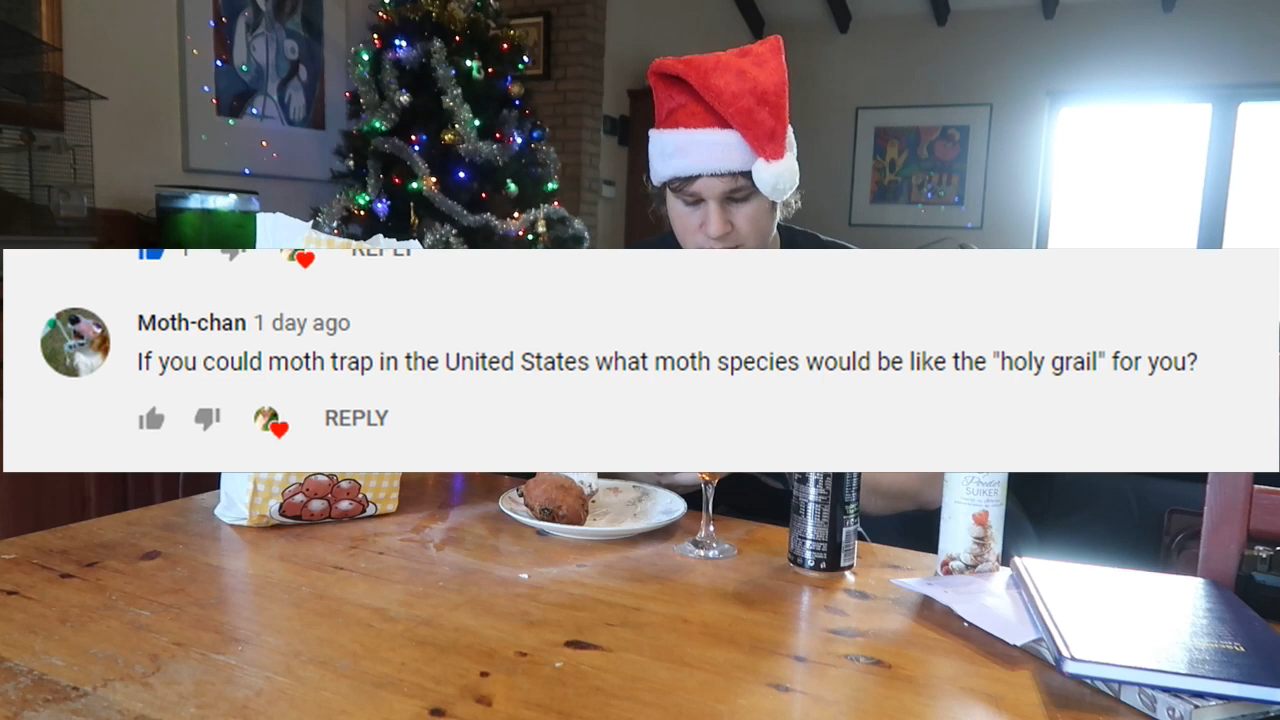 REPLY
Moth-chan 1 day ago
If you could moth trap in the United States what moth species would be like the "holy grail" for you?
REPLY
Poeder
SUIKER